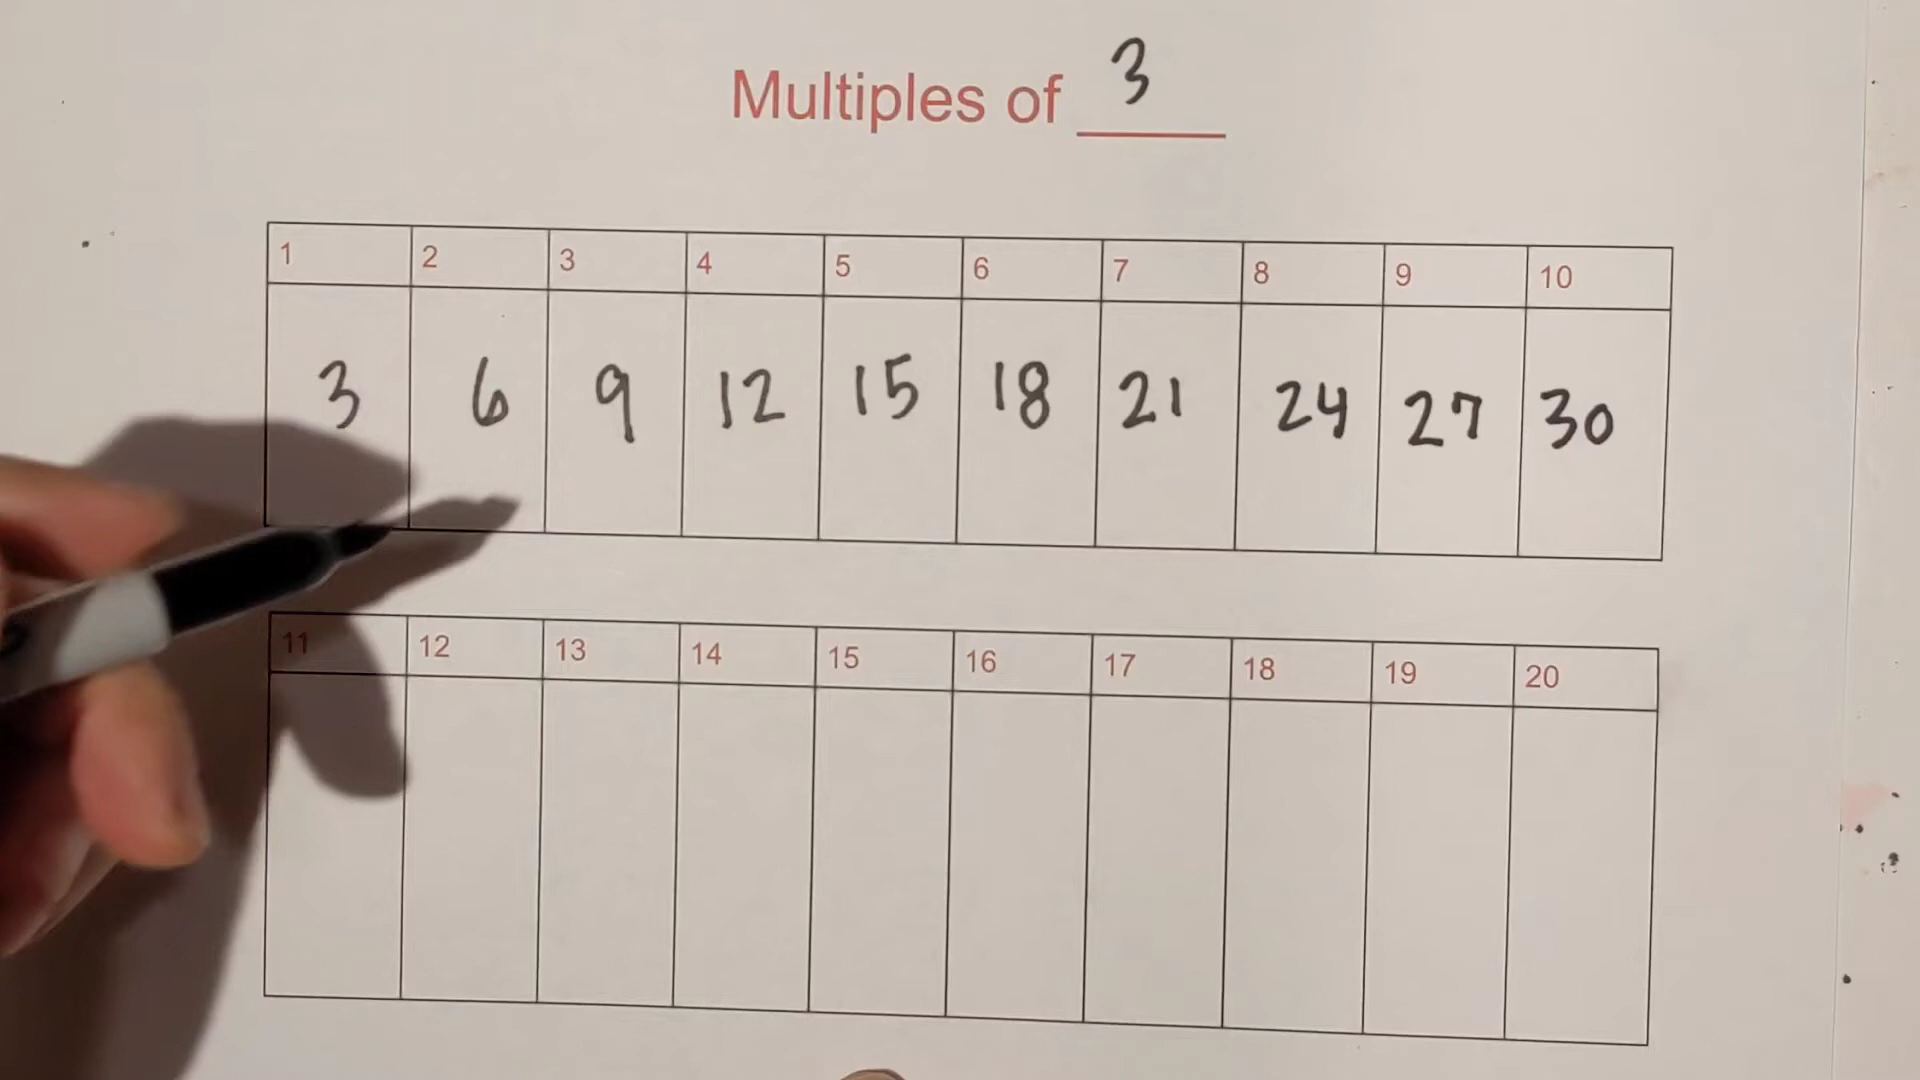 Multiples of 3
1 2 3 4 5 6 7 8 9 10
3 6 9 12 15 18 21 24 27 30
11 12 13 14 15 16 17 18 19 20